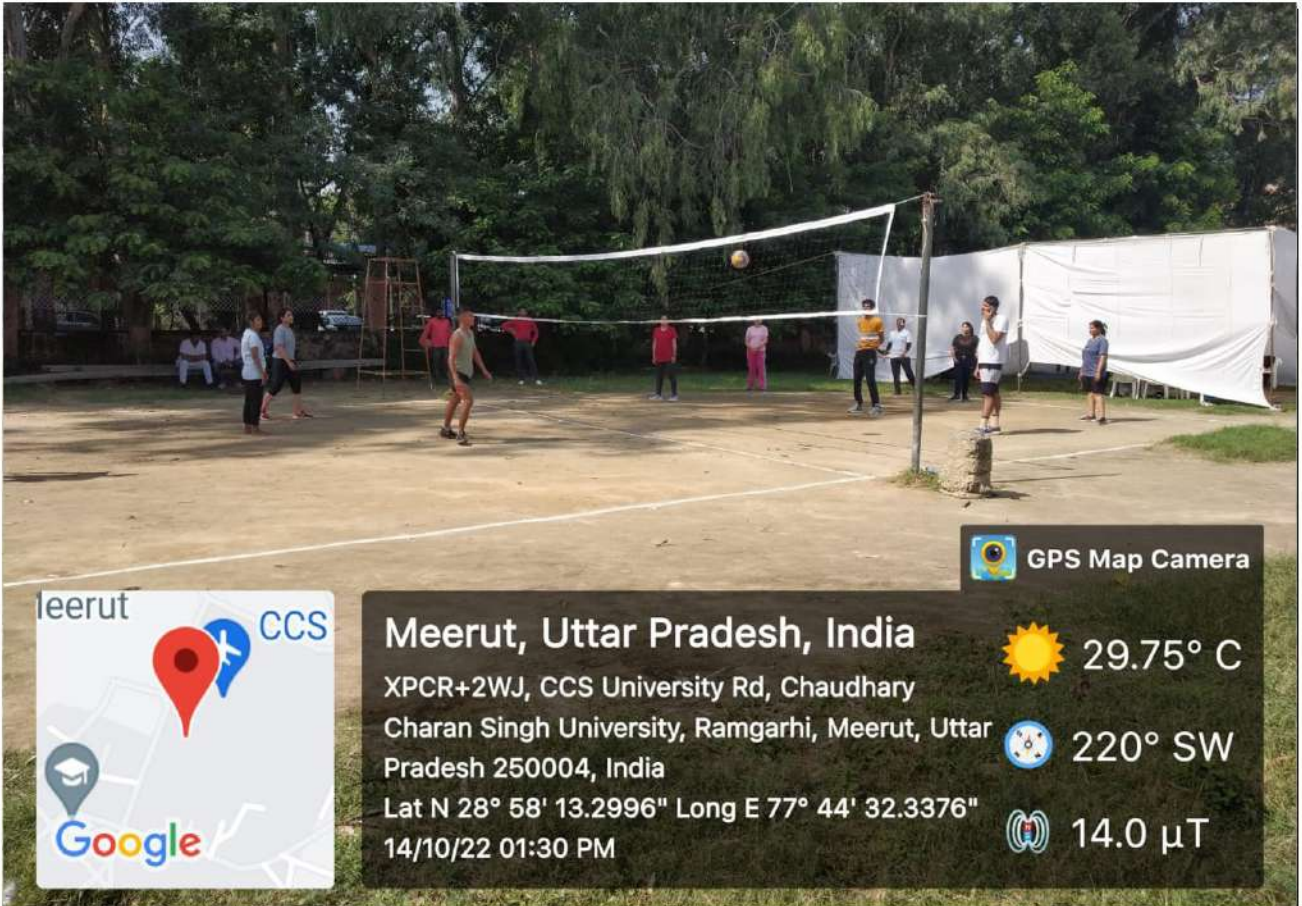 GPS Map Camera
leerut
CCS
Google
Meerut, Uttar Pradesh, India
XPCR+2WJ, CCS University Rd, Chaudhary
Charan Singh University, Ramgarhi, Meerut, Uttar
Pradesh 250004, India
Lat N 28° 58' 13.2996" Long E 77° 44' 32.3376"
14/10/22 01:30 PM
29.75° C
220° SW
14.0 µT